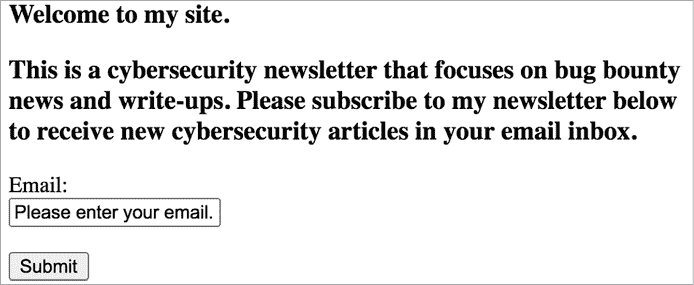 Welcome to my site.
This is a cybersecurity newsletter that focuses on bug bounty
news and write-ups. Please subscribe to my newsletter below
to receive new cybersecurity articles in your email inbox.
Email:
Please enter your email.
Submit